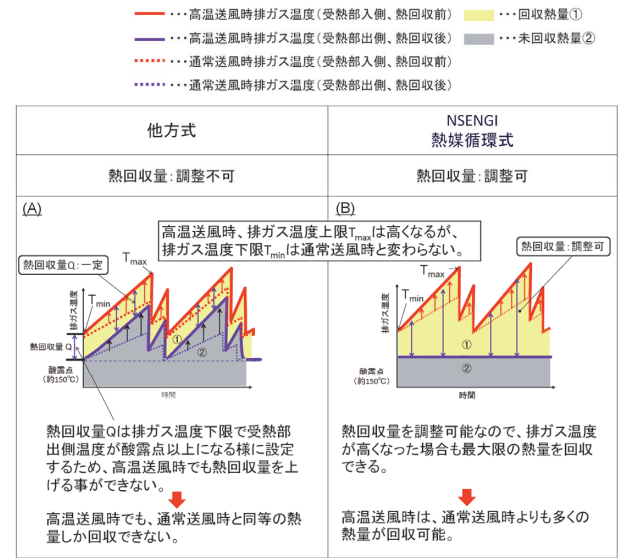 ･･･高温送風時排ガス温度(受熱部入側、熱回収前)
･･･回収熱量①
･･･高温送風時排ガス温度(受熱部出側、熱回収後)
･･･未回収熱量②
･･･通常送風時排ガス温度(受熱部入側、熱回収前)
･･･通常送風時排ガス温度(受熱部出側、熱回収後)
他方式
NSENGI
熱媒循環式
熱回収量:調整不可
熱回収量:調整可
(A)
(B)
高温送風時、排ガス温度上限Tmaxは高くなるが、
排ガス温度下限Tminは通常送風時と変わらない。
熱回収量Q:一定
Tmax
Tmin
排ガス温度
熱回収量 Q
①
②
酸露点
(約150℃)
時間
熱回収量:調整可
Tmax
Tmin
排ガス温度
①
②
酸露点
(約150℃)
時間
熱回収量Qは排ガス温度下限で受熱部
出側温度が酸露点以上になる様に設定
するため、高温送風時でも熱回収量を上
げる事ができない。
高温送風時でも、通常送風時と同等の熱
量しか回収できない。
熱回収量を調整可能なので、排ガス温度
が高くなった場合も最大限の熱量を回収
できる。
高温送風時は、通常送風時よりも多くの
熱量が回収可能。